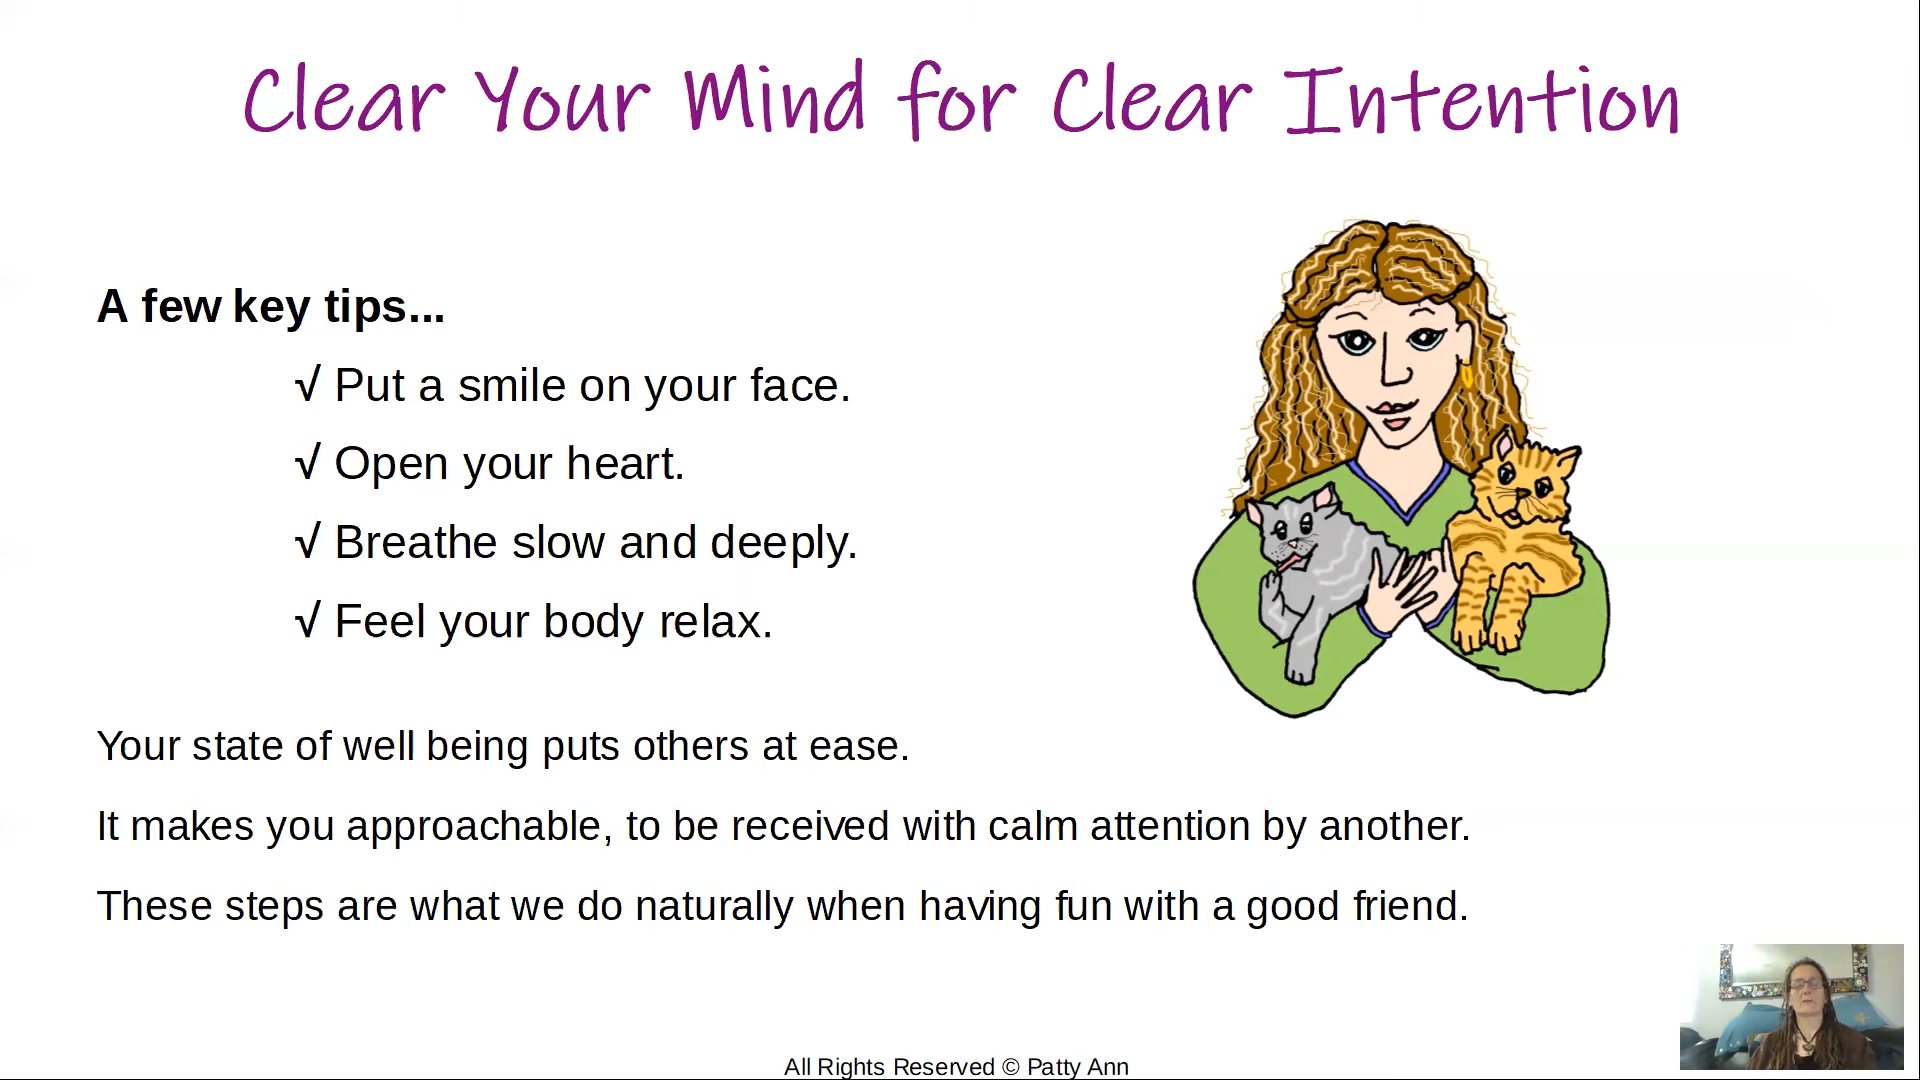 Clear Your Mind for Clear Intention
A few key tips...
√ Put a smile on your face.
√ Open your heart.
√ Breathe slow and deeply.
√ Feel your body relax.
Your state of well being puts others at ease.
It makes you approachable, to be received with calm attention by another.
These steps are what we do naturally when having fun with a good friend.
All Rights Reserved © Patty Ann